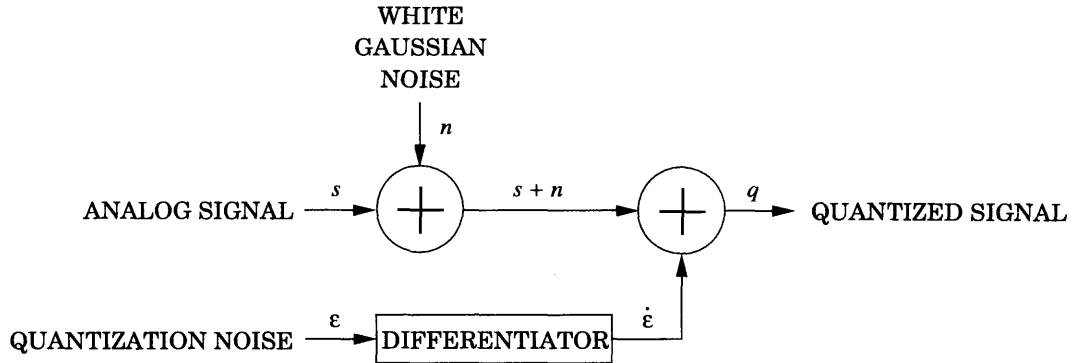 WHITE
GAUSSIAN
NOISE
n
ANALOG SIGNAL
s
s + n
q
QUANTIZED SIGNAL
QUANTIZATION NOISE
ε
DIFFERENTIATOR
ε̇